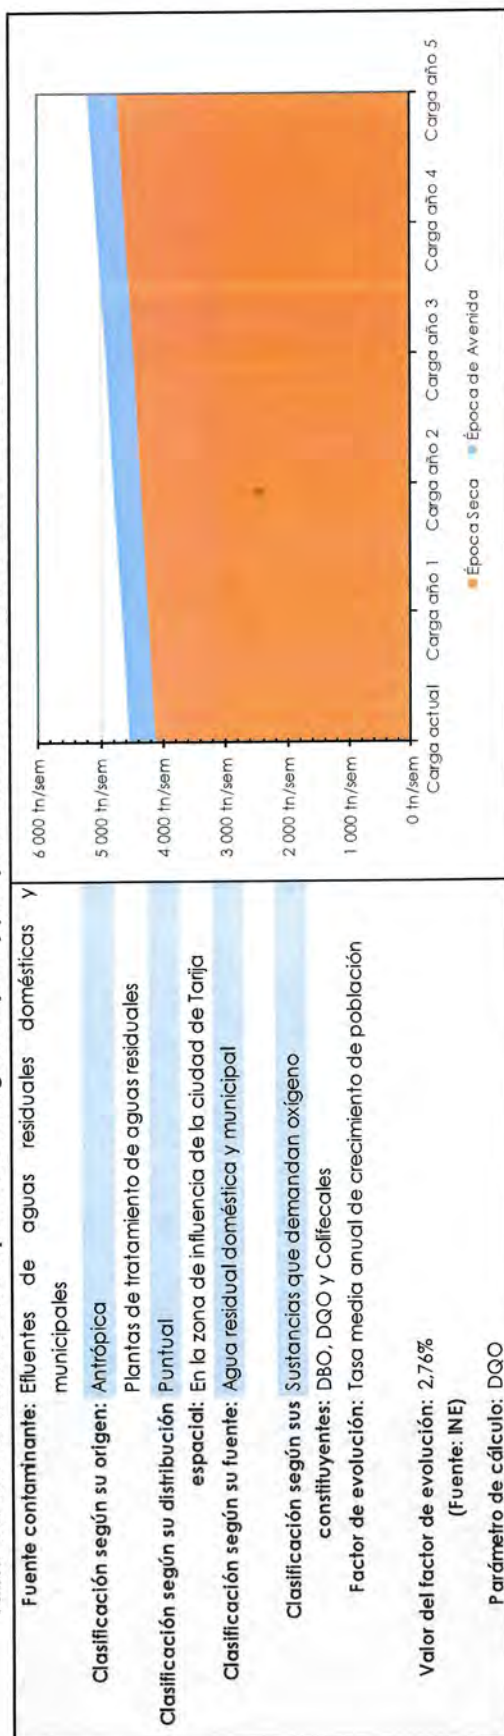 Fuente contaminante: Efluentes de aguas residuales domésticas y
municipales
Clasificación según su origen: Antrópica
Plantas de tratamiento de aguas residuales
Clasificación según su distribución Puntual
espacial: En la zona de influencia de la ciudad de Tarija
Clasificación según su fuente: Agua residual doméstica y municipal
Clasificación según sus Sustancias que demandan oxígeno
constituyentes: DBO, DQO y Colifecales
Factor de evolución: Tasa media anual de crecimiento de población
Valor del factor de evolución: 2,76%
(Fuente: INE)
Parámetro de cálculo: DQO
6 000 tn/sem
5 000 tn/sem
4 000 tn/sem
3 000 tn/sem
2 000 tn/sem
1 000 tn/sem
0 tn/sem
Carga actual Carga año 1 Carga año 2 Carga año 3 Carga año 4 Carga año 5
Época Seca Época de Avenida